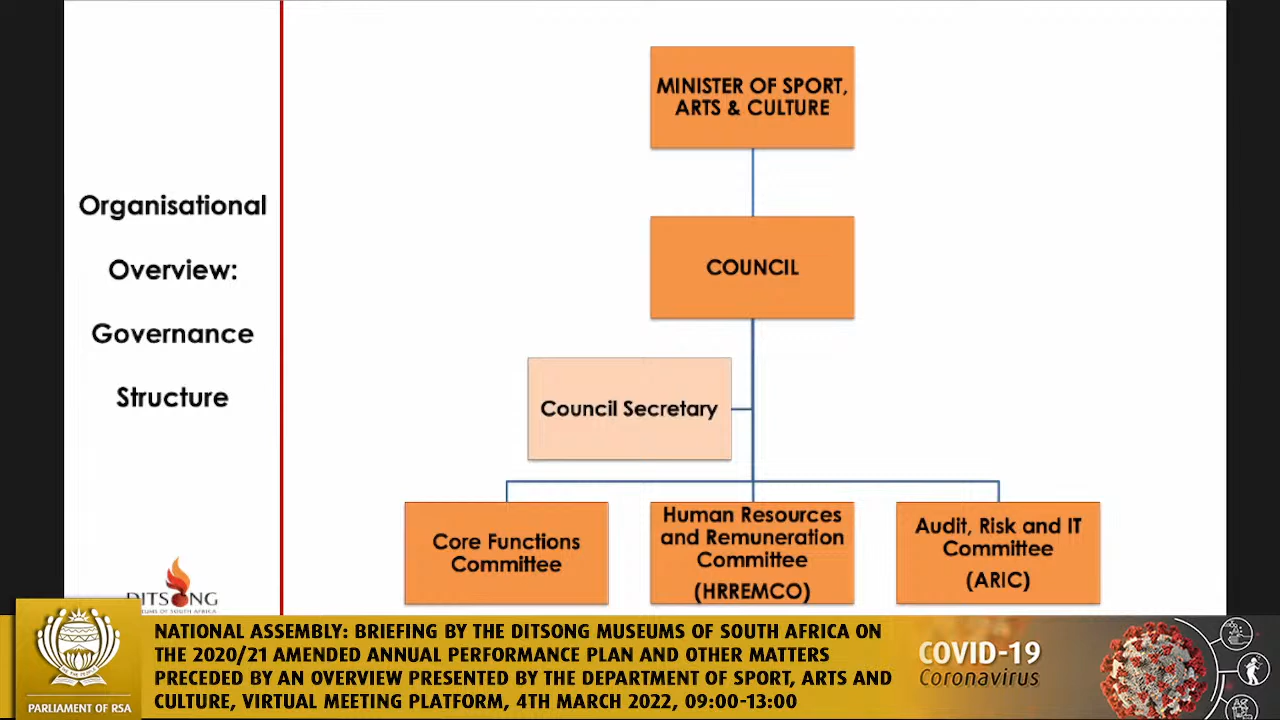 MINISTER OF SPORT,
ARTS & CULTURE
Organisational
Overview:
Governance
Structure
COUNCIL
Council Secretary
Core Functions
Committee
Human Resources
and Remuneration
Committee
(HRREMCO)
Audit, Risk and IT
Committee
(ARIC)
DITSONG
MUSEUMS OF SOUTH AFRICA
PARLIAMENT OF RSA
NATIONAL ASSEMBLY: BRIEFING BY THE DITSONG MUSEUMS OF SOUTH AFRICA ON
THE 2020/21 AMENDED ANNUAL PERFORMANCE PLAN AND OTHER MATTERS
PRECEDED BY AN OVERVIEW PRESENTED BY THE DEPARTMENT OF SPORT, ARTS AND
CULTURE, VIRTUAL MEETING PLATFORM, 4TH MARCH 2022, 09:00-13:00
COVID-19
Coronavirus